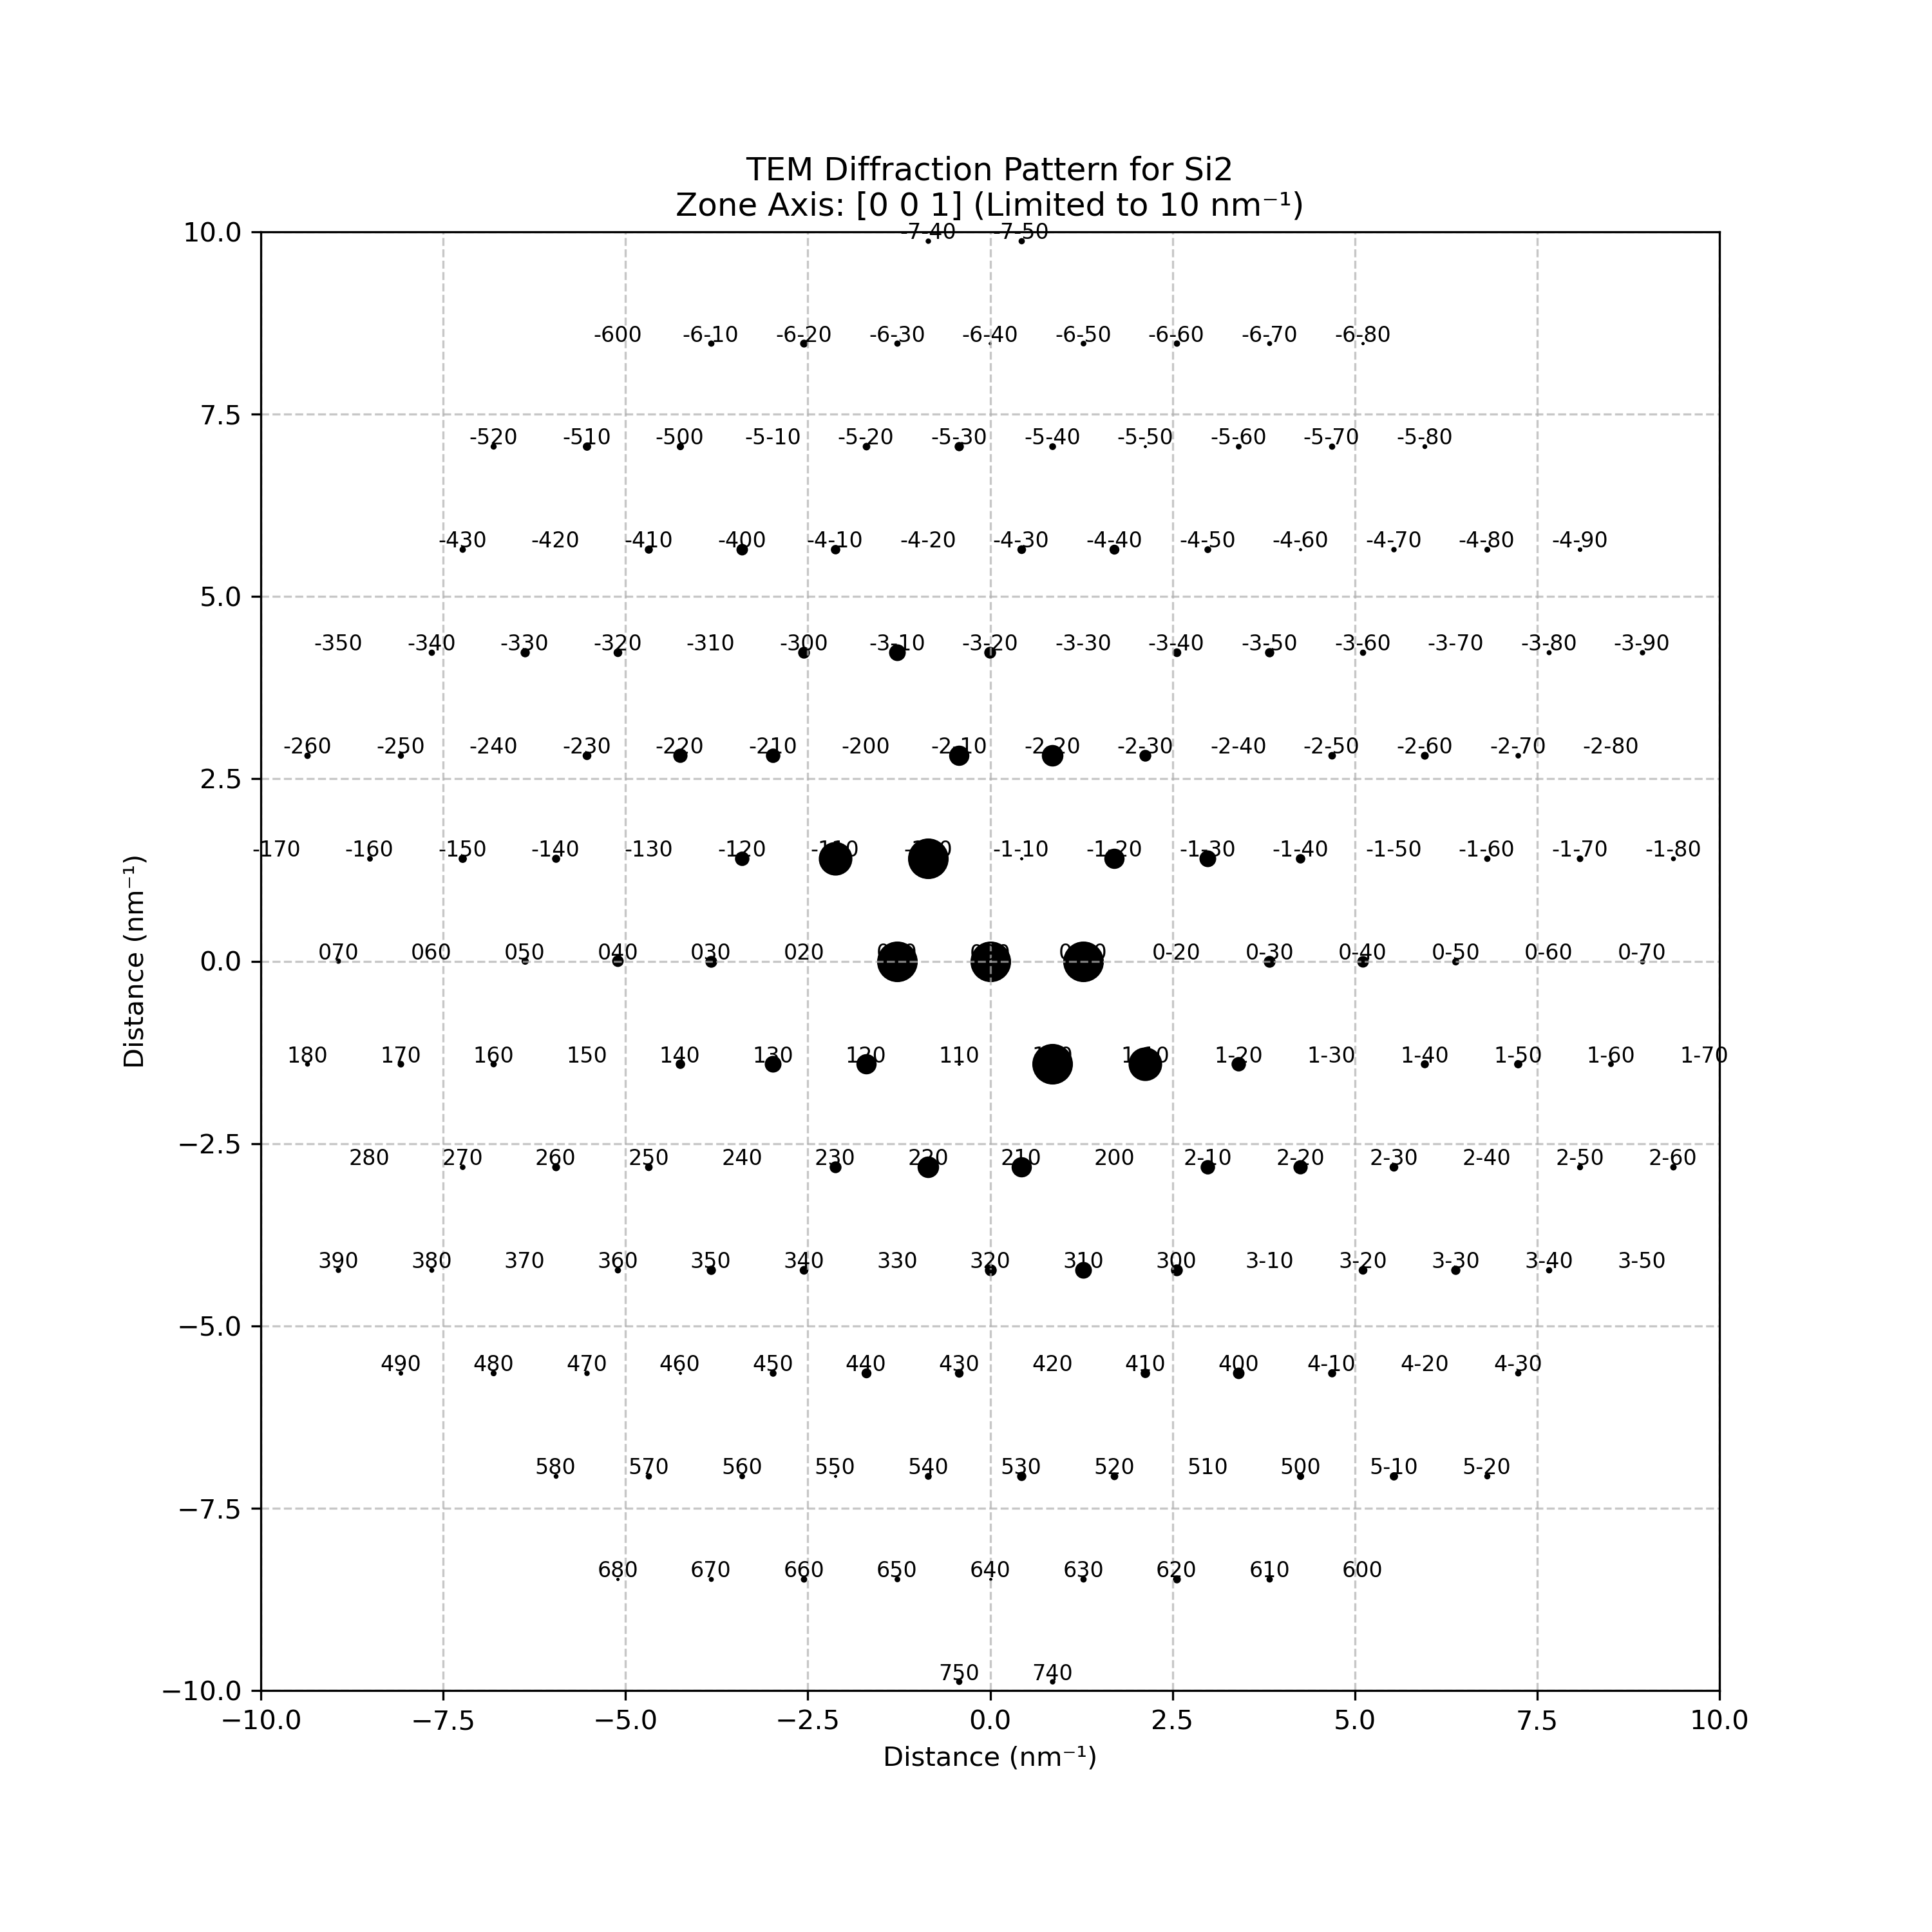 TEM Diffraction Pattern for Si2
Zone Axis: [0 0 1] (Limited to 10 nm⁻¹)
10.0 -7-40 -7-50
-600 -6-10 -6-20 -6-30 -6-40 -6-50 -6-60 -6-70 -6-80
7.5
-520 -510 -500 -5-10 -5-20 -5-30 -5-40 -5-50 -5-60 -5-70 -5-80
-430 -420 -410 -400 -4-10 -4-20 -4-30 -4-40 -4-50 -4-60 -4-70 -4-80 -4-90
5.0
-350 -340 -330 -320 -310 -300 -3-10 -3-20 -3-30 -3-40 -3-50 -3-60 -3-70 -3-80 -3-90
-260 -250 -240 -230 -220 -210 -200 -2-10 -2-20 -2-30 -2-40 -2-50 -2-60 -2-70 -2-80
2.5
-170 -160 -150 -140 -130 -120 -1-10 -1-20 -1-30 -1-40 -1-50 -1-60 -1-70 -1-80
0.0 070 060 050 040 030 020 0-20 0-30 0-40 0-50 0-60 0-70
180 170 160 150 140 130 120 110 1-20 1-30 1-40 1-50 1-60 1-70
−2.5
280 270 260 250 240 230 220 210 200 2-10 2-20 2-30 2-40 2-50 2-60
390 380 370 360 350 340 330 320 310 300 3-10 3-20 3-30 3-40 3-50
−5.0
490 480 470 460 450 440 430 420 410 400 4-10 4-20 4-30
580 570 560 550 540 530 520 510 500 5-10 5-20
−7.5
680 670 660 650 640 630 620 610 600
750 740
−10.0
−10.0 −7.5 −5.0 −2.5 0.0 2.5 5.0 7.5 10.0
Distance (nm⁻¹)
Distance (nm⁻¹)